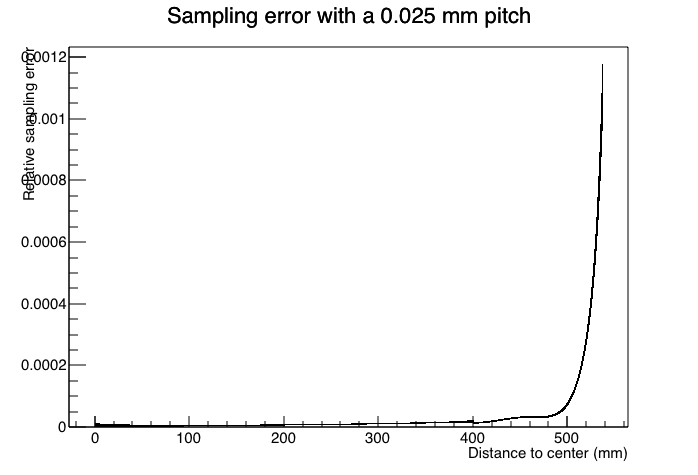 Sampling error with a 0.025 mm pitch
Relative sampling error
0.0012
0.001
0.0008
0.0006
0.0004
0.0002
0
0 100 200 300 400 500
Distance to center (mm)